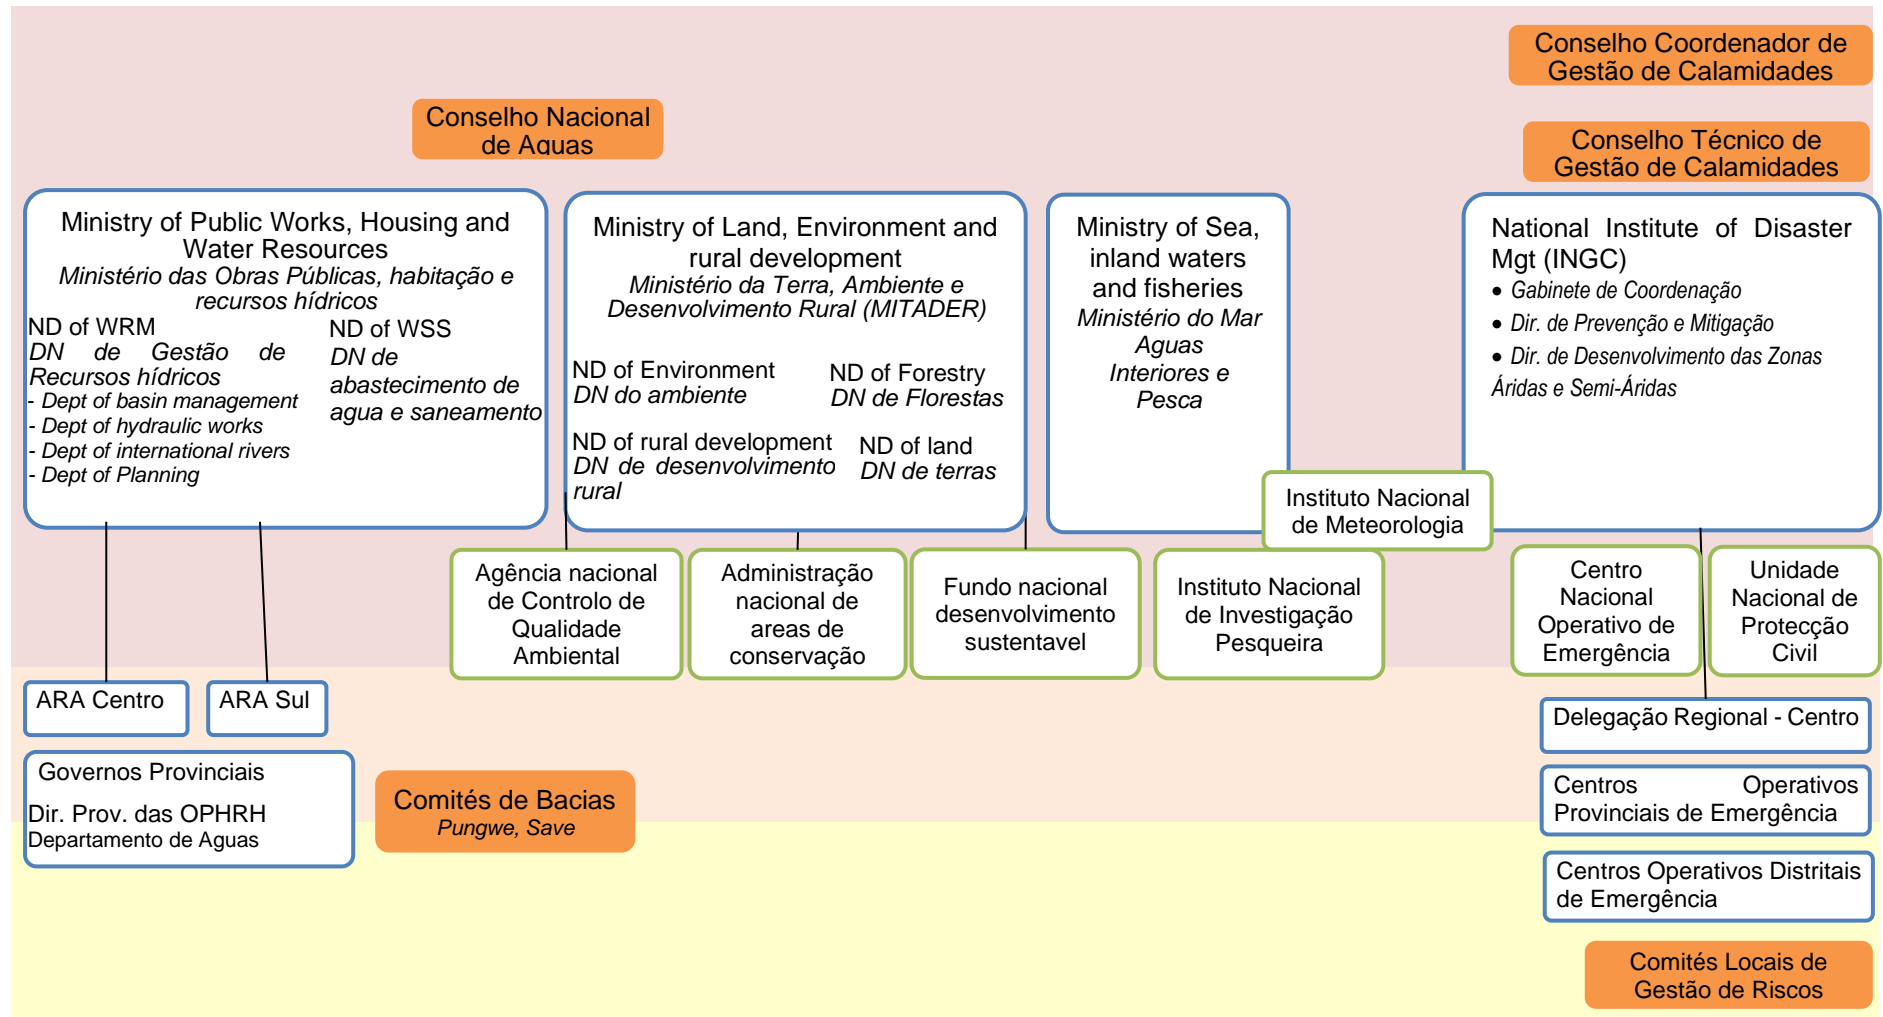 Conselho Coordenador de
Gestão de Calamidades
Conselho Nacional
de Aguas
Conselho Técnico de
Gestão de Calamidades
Ministry of Public Works, Housing and
Water Resources
Ministério das Obras Públicas, habitação e
recursos hídricos
ND of WRM
DN de Gestão de
Recursos hídricos
- Dept of basin management
- Dept of hydraulic works
- Dept of international rivers
- Dept of Planning
ND of WSS
DN de
abastecimento de
agua e saneamento
Ministry of Land, Environment and
rural development
Ministério da Terra, Ambiente e
Desenvolvimento Rural (MITADER)
ND of Environment
DN do ambiente
ND of Forestry
DN de Florestas
ND of rural development
DN de desenvolvimento
rural
ND of land
DN de terras
Ministry of Sea,
inland waters
and fisheries
Ministério do Mar
Aguas
Interiores e
Pesca
National Institute of Disaster
Mgt (INGC)
• Gabinete de Coordenação
• Dir. de Prevenção e Mitigação
• Dir. de Desenvolvimento das Zonas
Áridas e Semi-Áridas
Instituto Nacional
de Meteorologia
Agência nacional
de Controlo de
Qualidade
Ambiental
Administração
nacional de
areas de
conservação
Fundo nacional
desenvolvimento
sustentavel
Instituto Nacional
de Investigação
Pesqueira
Centro
Nacional
Operativo de
Emergência
Unidade
Nacional de
Protecção
Civil
ARA Centro
ARA Sul
Delegação Regional - Centro
Governos Provinciais
Dir. Prov. das OPHRH
Departamento de Aguas
Comités de Bacias
Pungwe, Save
Centros Operativos
Provinciais de Emergência
Centros Operativos Distritais
de Emergência
Comités Locais de
Gestão de Riscos